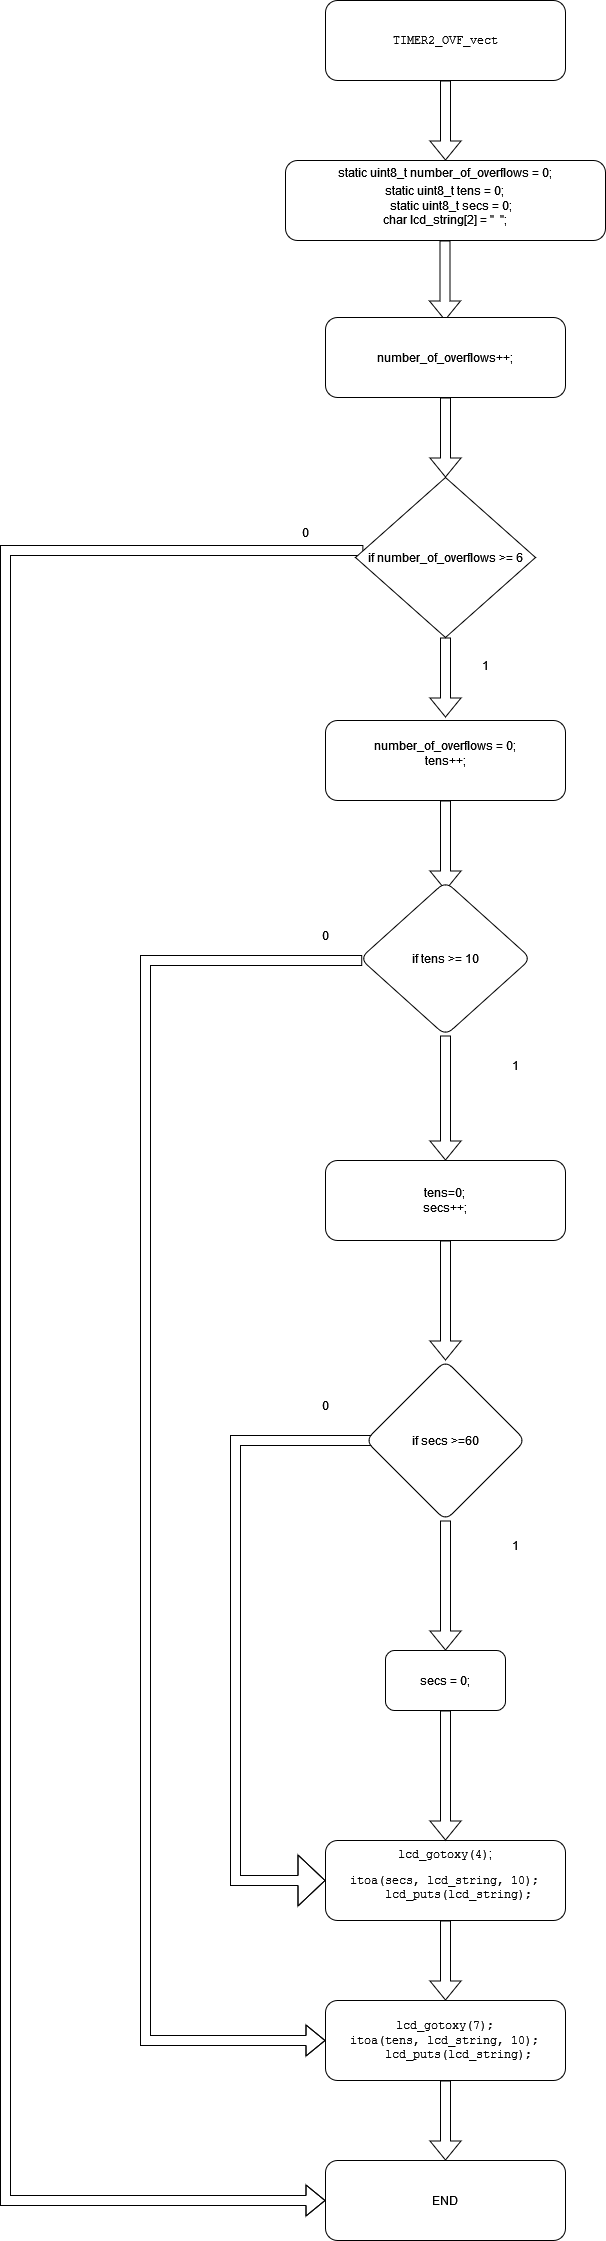 TIMER2_OVF_vect
static uint8_t number_of_overflows = 0;
static uint8_t tens = 0;
static uint8_t secs = 0;
char lcd_string[2] = "  ";
number_of_overflows++;
0
if number_of_overflows >= 6
1
number_of_overflows = 0;
tens++;
0
if tens >= 10
1
tens=0;
secs++;
0
if secs >=60
1
secs = 0;
lcd_gotoxy(4);
itoa(secs, lcd_string, 10);
lcd_puts(lcd_string);
lcd_gotoxy(7);
itoa(tens, lcd_string, 10);
lcd_puts(lcd_string);
END